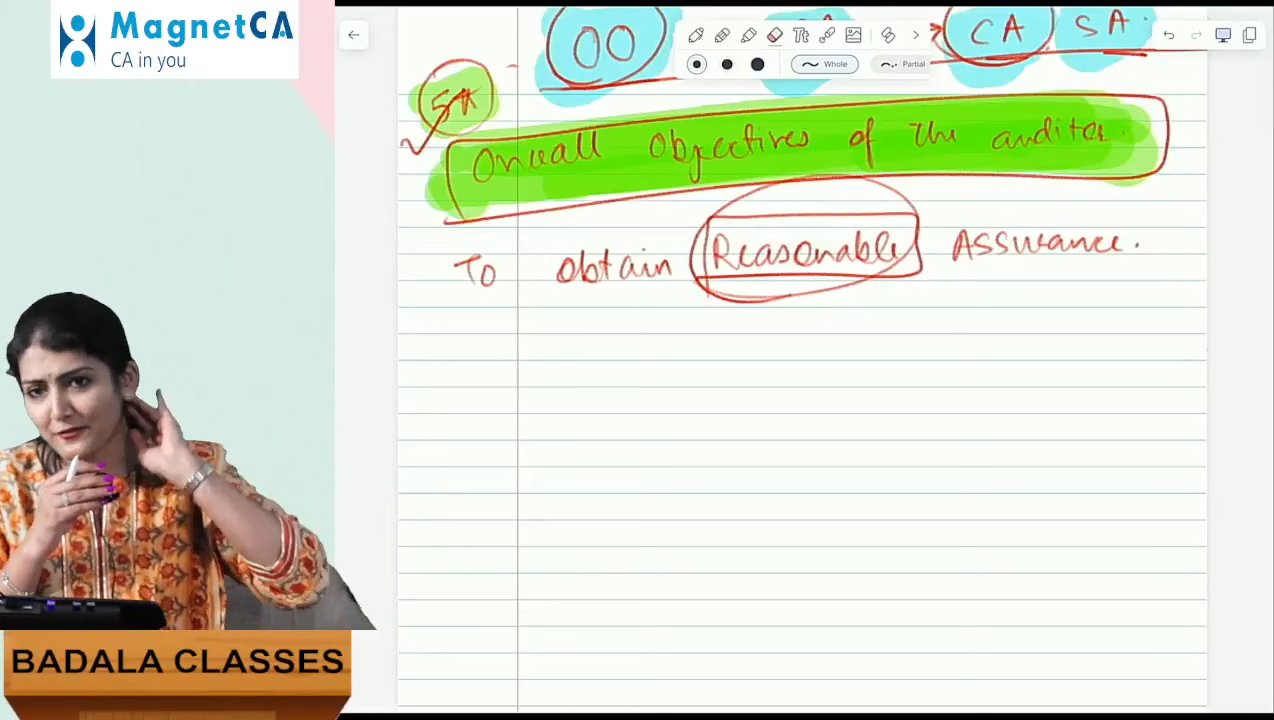 MagnetCA
CA in you
OO
CA SA
Tt
Whole
Partial
SA
Overall Objectives of the auditor.
To obtain Reasonable Assurance.
BADALA CLASSES